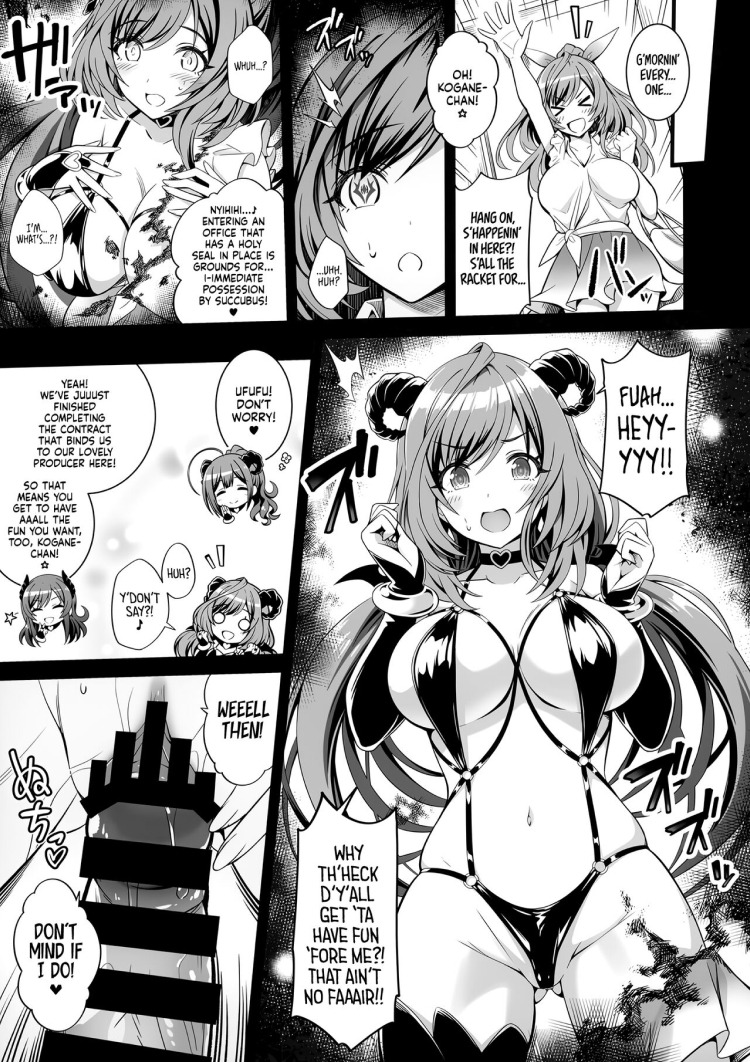 G'MORNIN'
EVERY...
ONE...
OH!
KOGANE-
CHAN!
☆
HANG ON,
S'HAPPENIN'
IN HERE?!
S'ALL THE
RACKET FOR...
ズズッ
...UHH.
HUH?
WHUH...?
I'M...
WHAT'S...?!
NYIHIHI...♪
ENTERING AN
OFFICE THAT
HAS A HOLY
SEAL IN PLACE IS
GROUNDS FOR...
I-IMMEDIATE
POSSESSION
BY SUCCUBUS!
FUAH...
HEYY-
YYY!!
ズズズ
WHY
TH'HECK
D'Y'ALL
GET 'TA
HAVE FUN
'FORE ME?!
THAT AIN'T
NO FAAAIR!!
UFUFU!
DON'T
WORRY!
♥
YEAH!
WE'VE JUUUST
FINISHED
COMPLETING
THE CONTRACT
THAT BINDS US
TO OUR LOVELY
PRODUCER HERE!
SO THAT
MEANS YOU
GET TO HAVE
AAALL THE
FUN YOU WANT,
TOO, KOGANE-
CHAN!
☆
HUH?
Y'DON'T
SAY?!
♪
WEEELL
THEN!
ぬちっ♡
DON'T
MIND IF
I DO!
♥